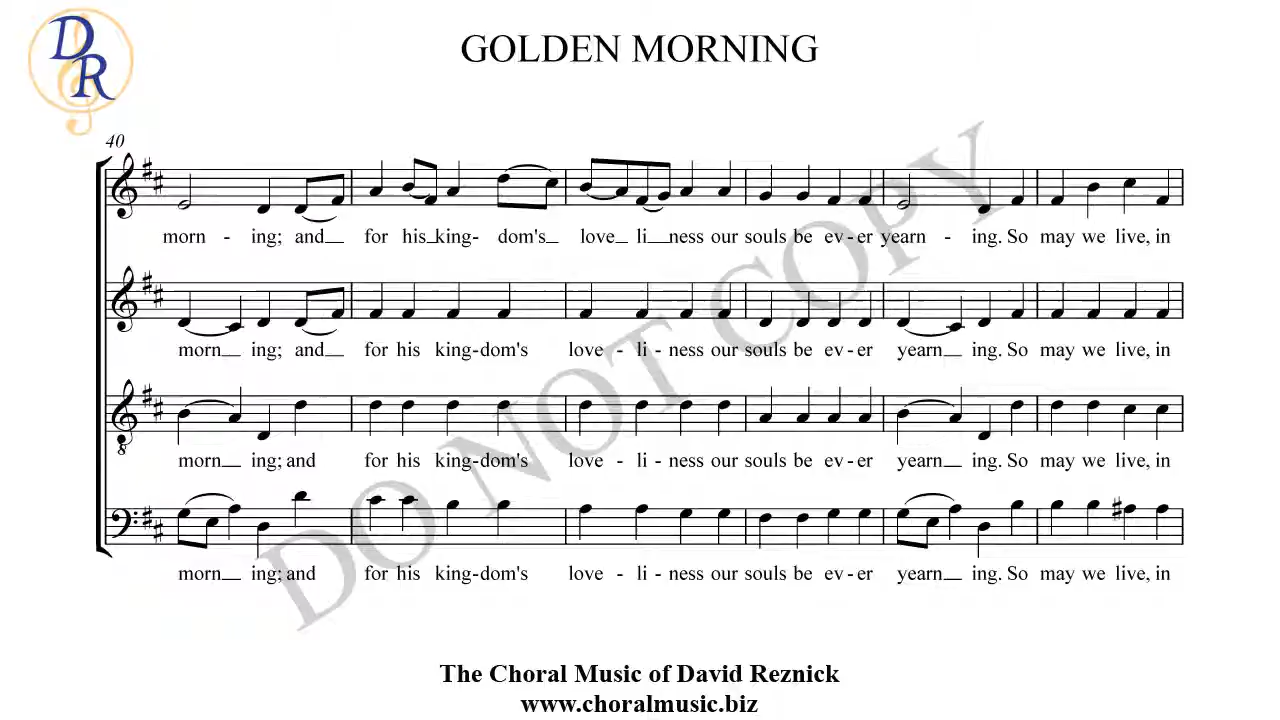 DR
GOLDEN MORNING
40
morn - ing; and for his king- dom's love li ness our souls be ev - er yearn - ing. So may we live, in
morn ing; and for his king-dom's love - li - ness our souls be ev - er yearn ing. So may we live, in
8
morn ing; and for his king-dom's love - li - ness our souls be ev - er yearn ing. So may we live, in
morn ing; and for his king-dom's love - li - ness our souls be ev - er yearn ing. So may we live, in
DO NOT COPY
The Choral Music of David Reznick
www.choralmusic.biz